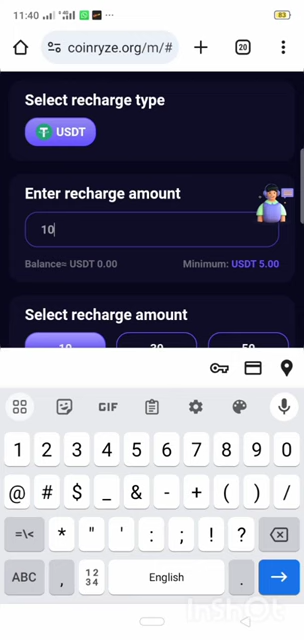 11:40
83
coinryze.org/m/#
20
Select recharge type
USDT
Enter recharge amount
10
Balance≈ USDT 0.00 Minimum: USDT 5.00
Select recharge amount
10 30 50
GIF
1 2 3 4 5 6 7 8 9 0
@ # $ _ & - + ( ) /
=\< * " ' : ; ! ?
ABC , 12 34 English .
InShOt